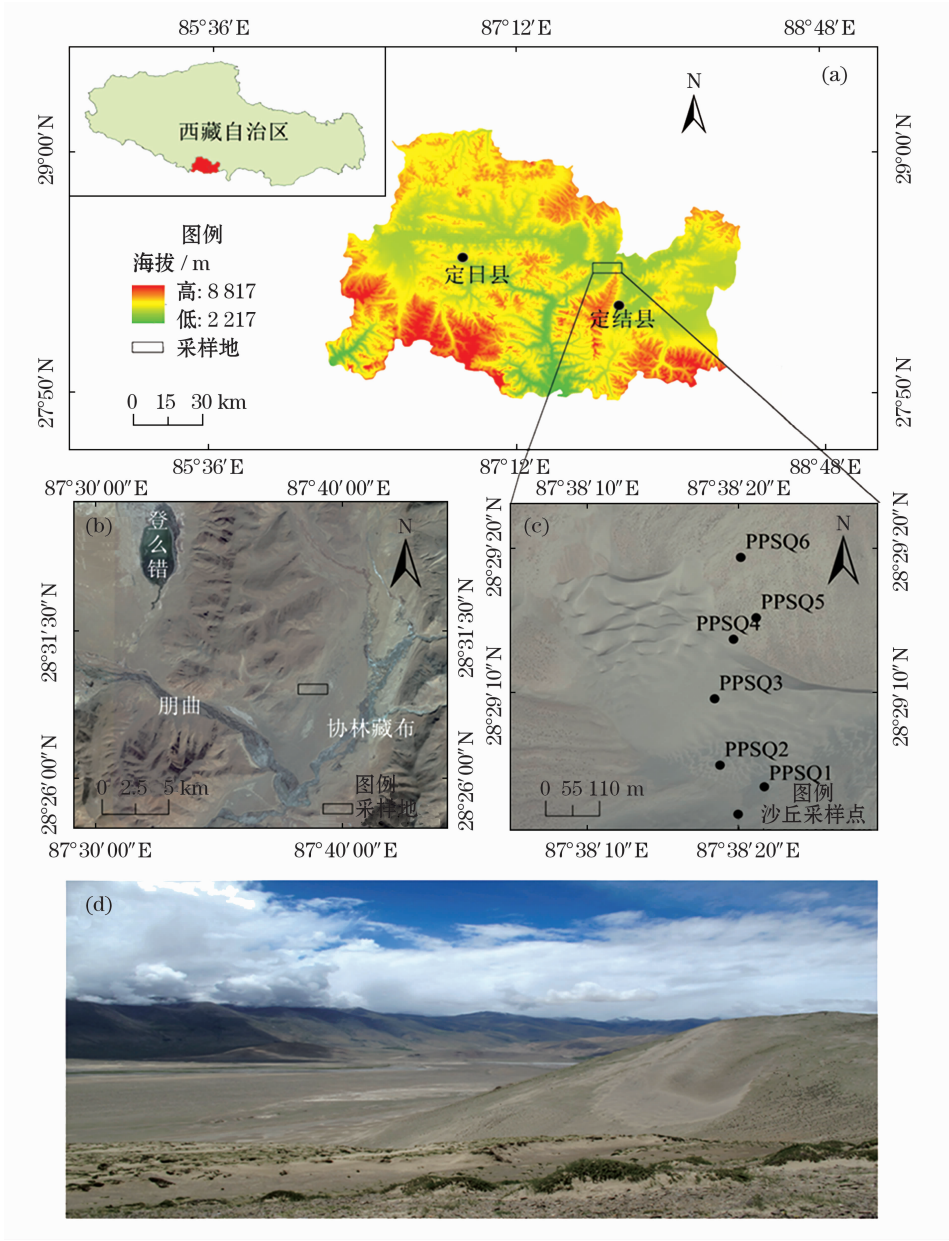 85°36′E 87°12′E 88°48′E
(a)
N
西藏自治区
29°00′N
29°00′N
图例
海拔 / m
高: 8 817
低: 2 217
采样地
定日县
定结县
27°50′N
27°50′N
0 15 30 km
85°36′E 87°12′E 88°48′E
87°30′00″E 87°40′00″E
(b)
登么错
N
28°31′30″N
28°31′30″N
朋曲
协林藏布
28°26′00″N
28°26′00″N
0 2.5 5 km
图例
采样地
87°30′00″E 87°40′00″E
87°38′10″E 87°38′20″E
(c)
N
28°29′20″N
28°29′20″N
PPSQ6
PPSQ5
PPSQ4
PPSQ3
28°29′10″N
28°29′10″N
PPSQ2
PPSQ1
0 55 110 m
图例
沙丘采样点
87°38′10″E 87°38′20″E
(d)